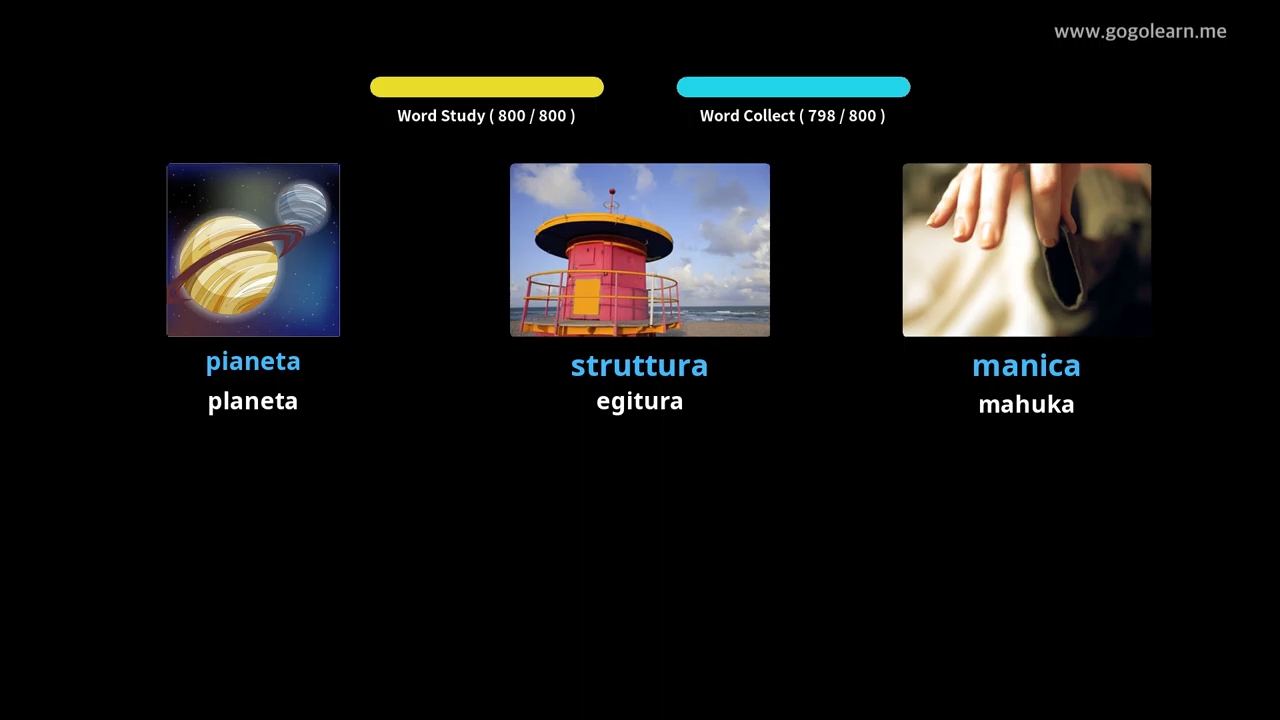 www.gogolearn.me
Word Study ( 800 / 800 )
Word Collect ( 798 / 800 )
pianeta
struttura
manica
planeta
egitura
mahuka